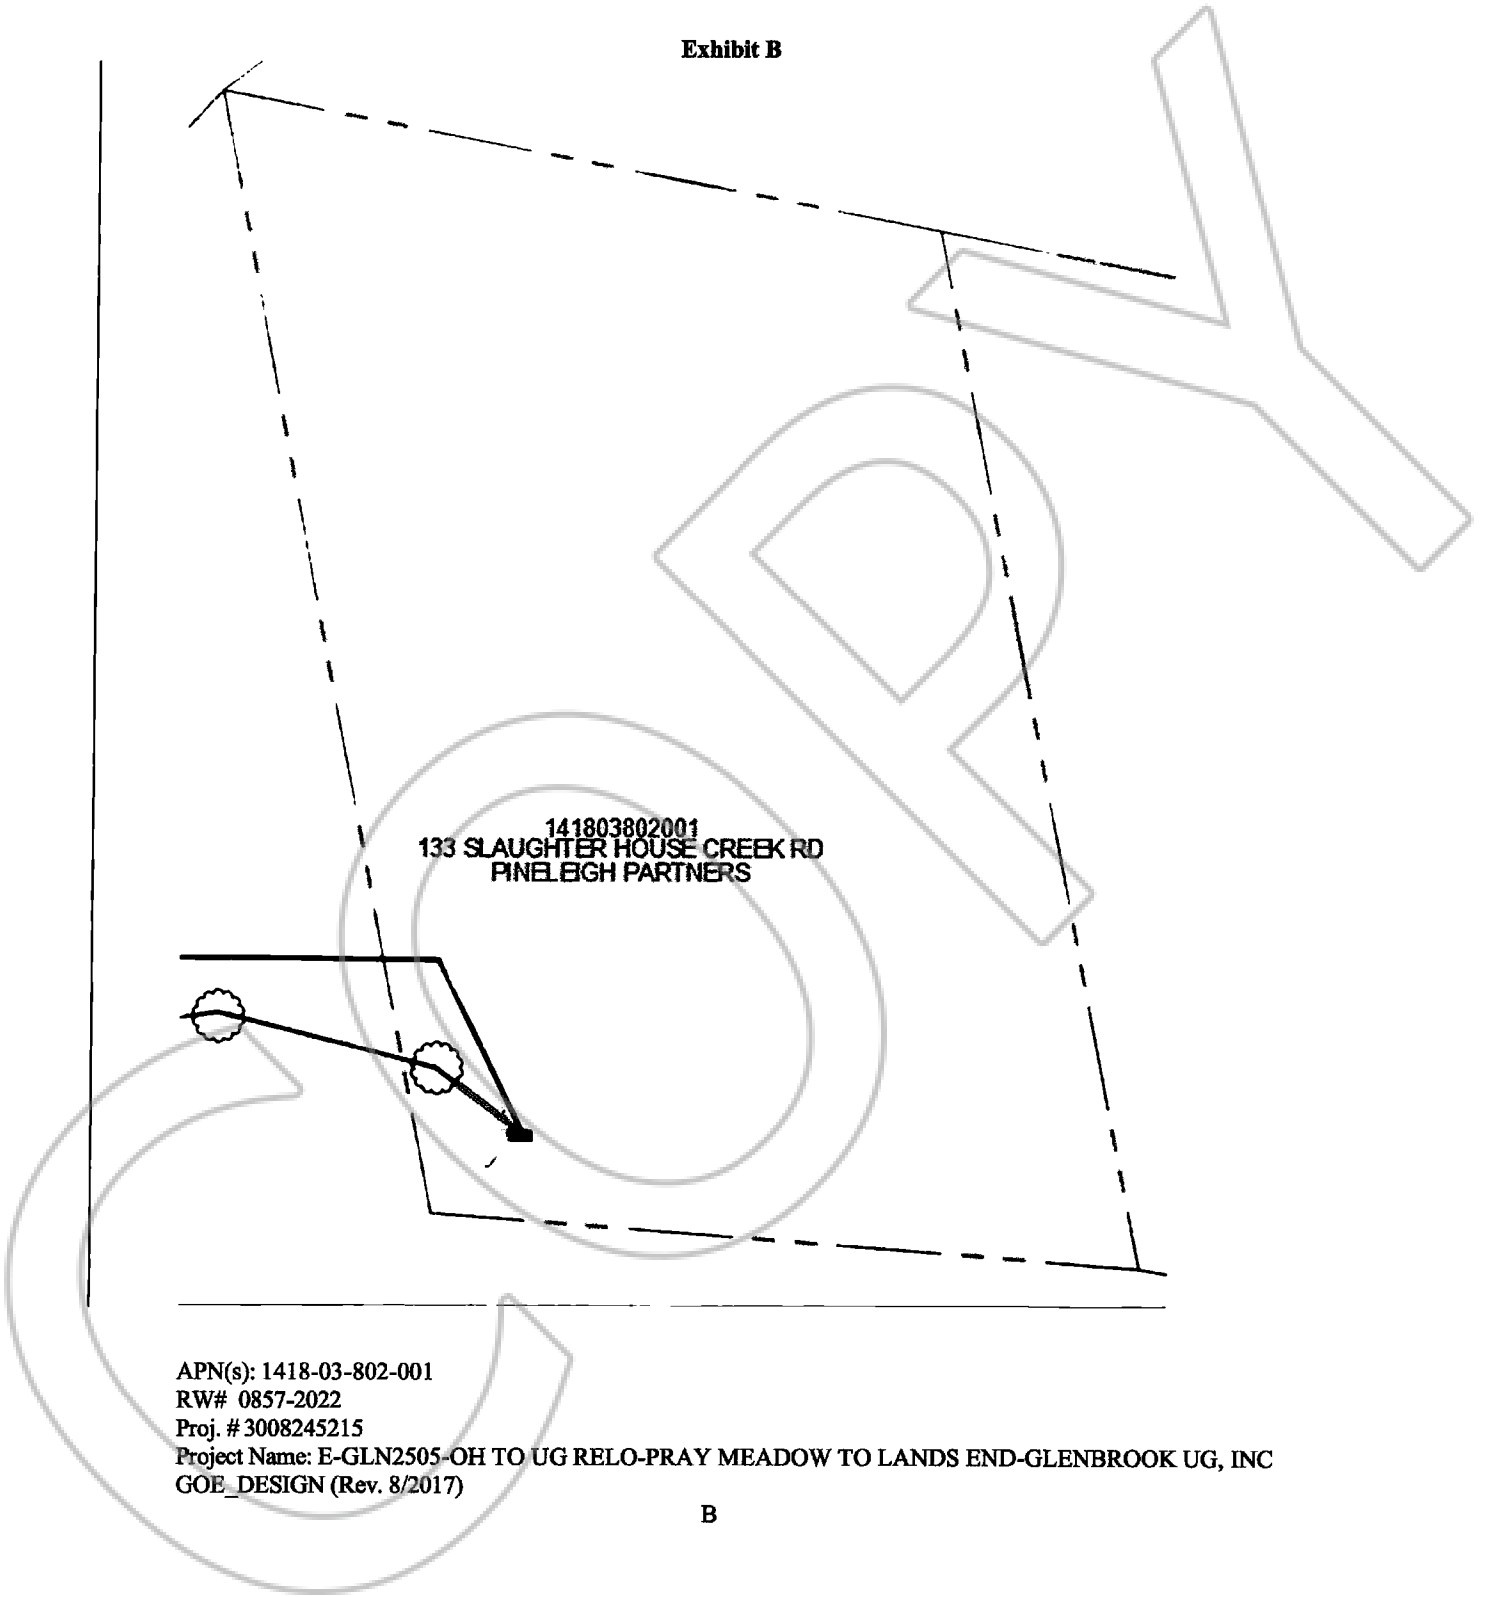 Exhibit B
141803802001
133 SLAUGHTER HOUSE CREEK RD
PINELEIGH PARTNERS
COPY
APN(s): 1418-03-802-001
RW# 0857-2022
Proj. # 3008245215
Project Name: E-GLN2505-OH TO UG RELO-PRAY MEADOW TO LANDS END-GLENBROOK UG, INC
GOE_DESIGN (Rev. 8/2017)
B